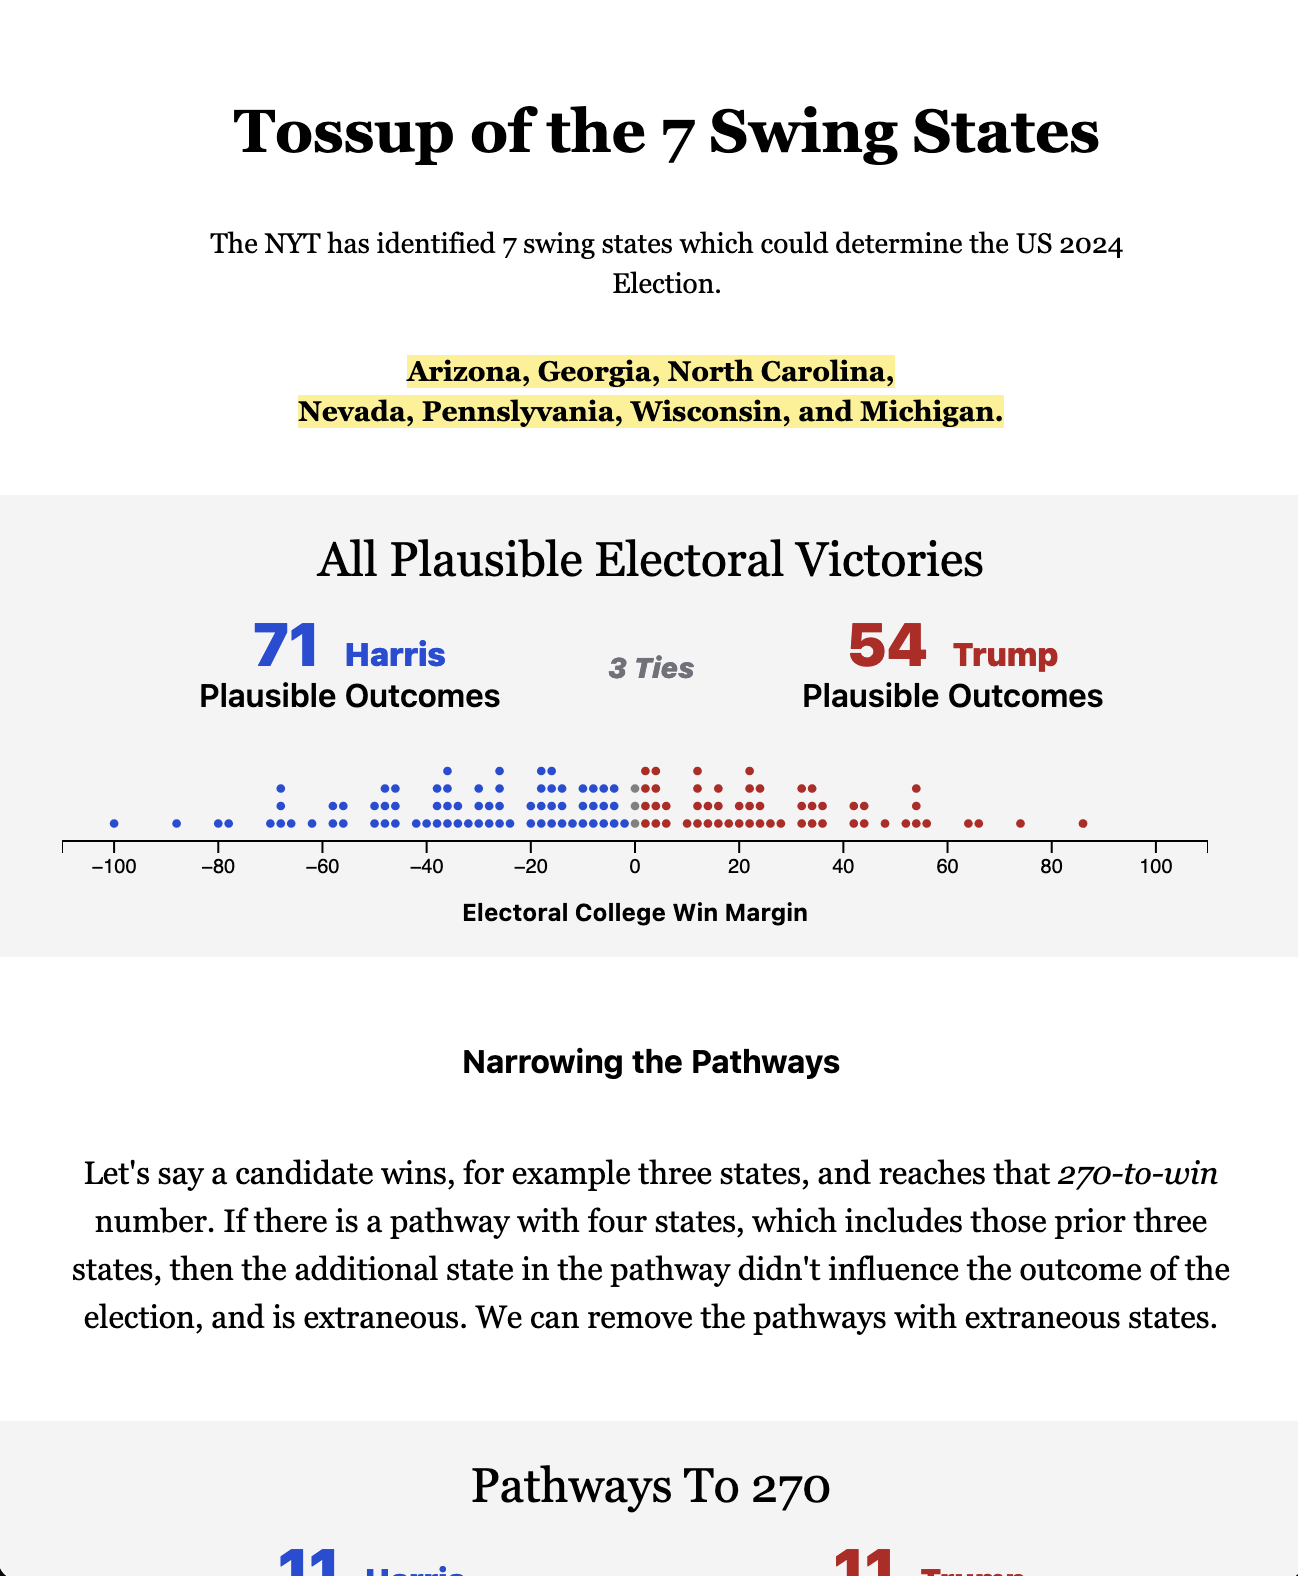 Tossup of the 7 Swing States
The NYT has identified 7 swing states which could determine the US 2024
Election.
Arizona, Georgia, North Carolina,
Nevada, Pennslyvania, Wisconsin, and Michigan.
All Plausible Electoral Victories
71 Harris
Plausible Outcomes
3 Ties
54 Trump
Plausible Outcomes
−100 −80 −60 −40 −20 0 20 40 60 80 100
Electoral College Win Margin
Narrowing the Pathways
Let's say a candidate wins, for example three states, and reaches that 270-to-win
number. If there is a pathway with four states, which includes those prior three
states, then the additional state in the pathway didn't influence the outcome of the
election, and is extraneous. We can remove the pathways with extraneous states.
Pathways To 270
11 Harris 11 Trump